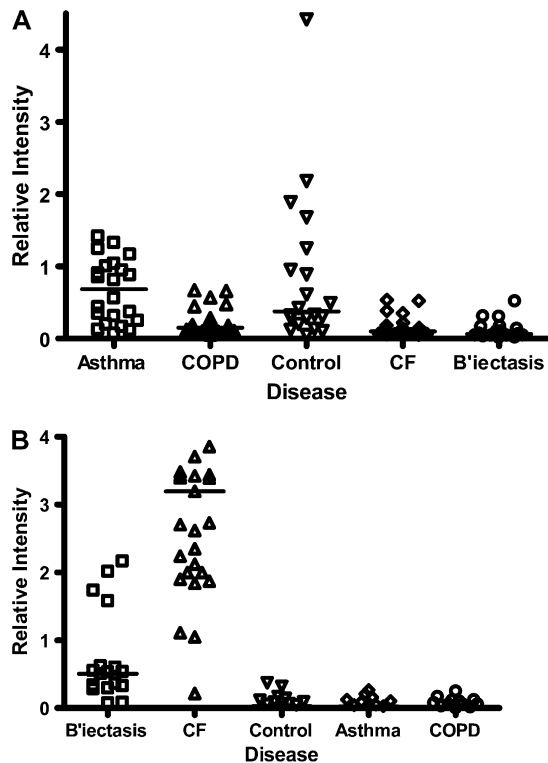 A
4
3
2
1
0
Relative Intensity
Asthma COPD Control CF B'iectasis
Disease
B
4
3
2
1
0
Relative Intensity
B'iectasis CF Control Asthma COPD
Disease